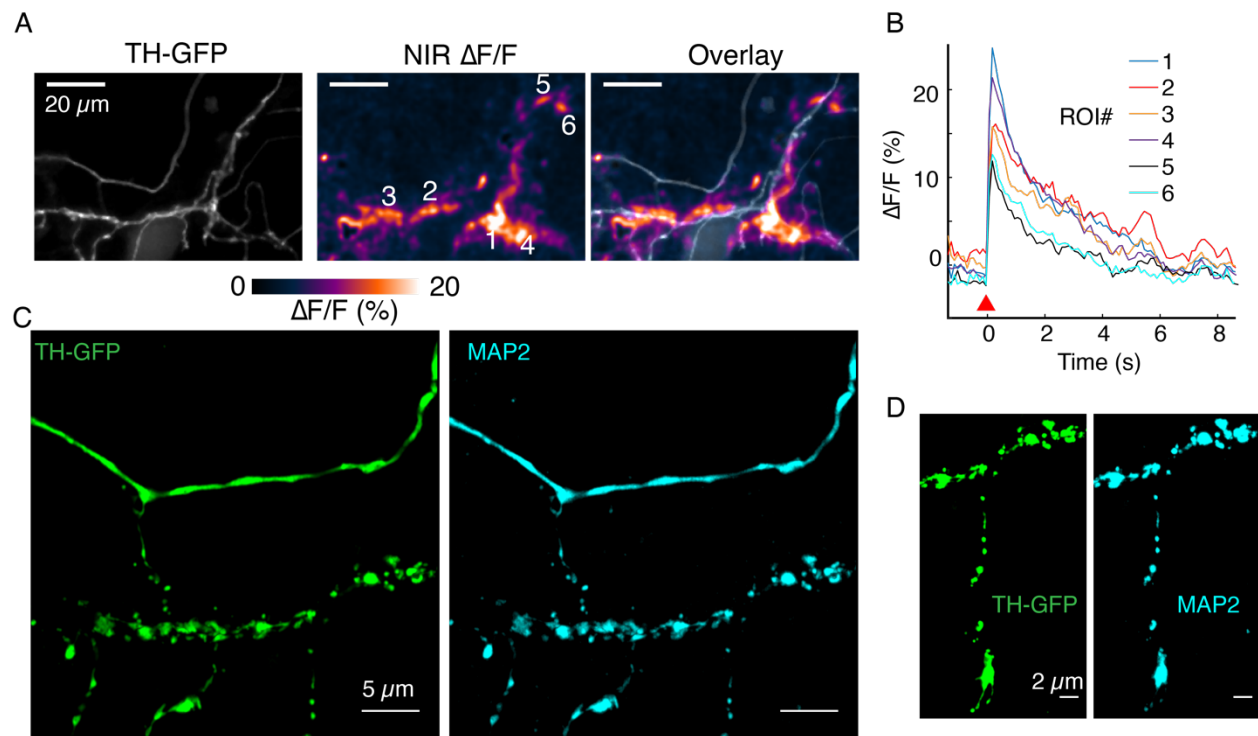 A
TH-GFP
NIR ΔF/F
Overlay
20 µm
5
6
3
2
1
4
0
20
ΔF/F (%)
B
20
10
0
ΔF/F (%)
ROI#
1
2
3
4
5
6
0
2
4
6
8
Time (s)
C
TH-GFP
MAP2
5 µm
D
TH-GFP
MAP2
2 µm